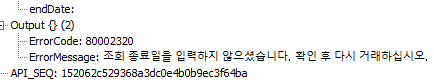 endDate:
Output {} (2)
ErrorCode: 80002320
ErrorMessage: 조회 종료일을 입력하지 않으셨습니다. 확인 후 다시 거래하십시오.
API_SEQ: 152062c529368a3dc0e4b0b9ec3f64ba